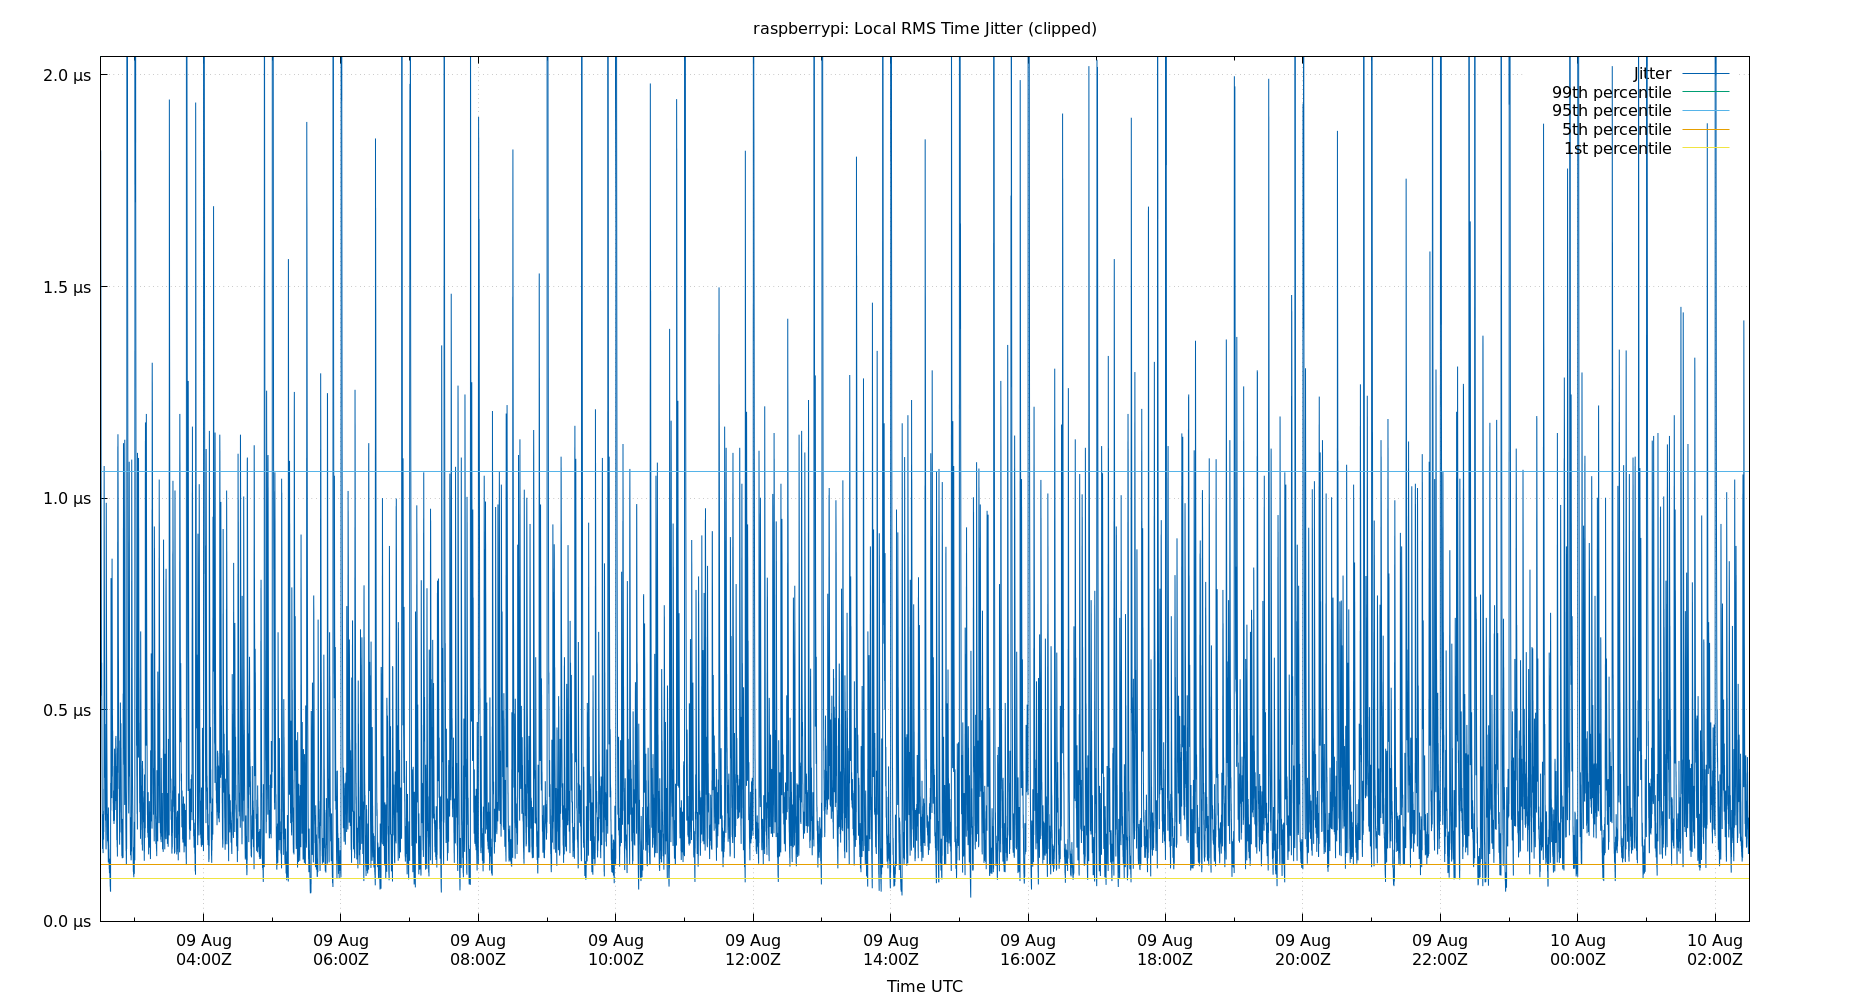 raspberrypi: Local RMS Time Jitter (clipped)
2.0 μs
1.5 μs
1.0 μs
0.5 μs
0.0 μs
Jitter
99th percentile
95th percentile
5th percentile
1st percentile
09 Aug 09 Aug 09 Aug 09 Aug 09 Aug 09 Aug 09 Aug 09 Aug 09 Aug 09 Aug 10 Aug 10 Aug
04:00Z 06:00Z 08:00Z 10:00Z 12:00Z 14:00Z 16:00Z 18:00Z 20:00Z 22:00Z 00:00Z 02:00Z
Time UTC